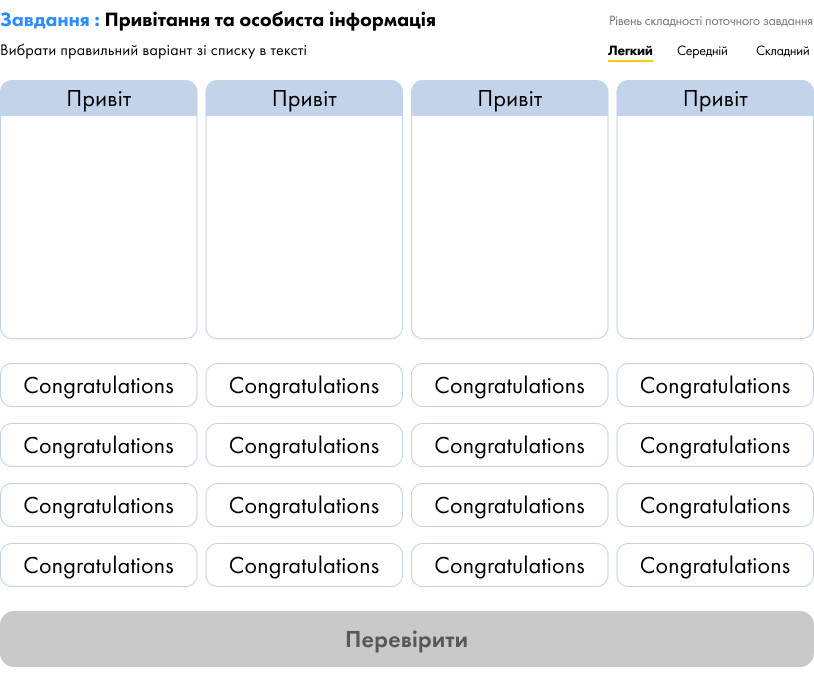 Завдання : Привітання та особиста інформація
Рівень складності поточного завдання
Вибрати правильний варіант зі списку в тексті
Легкий Середній Складний
Привіт Привіт Привіт Привіт
Congratulations Congratulations Congratulations Congratulations
Congratulations Congratulations Congratulations Congratulations
Congratulations Congratulations Congratulations Congratulations
Congratulations Congratulations Congratulations Congratulations
Перевірити